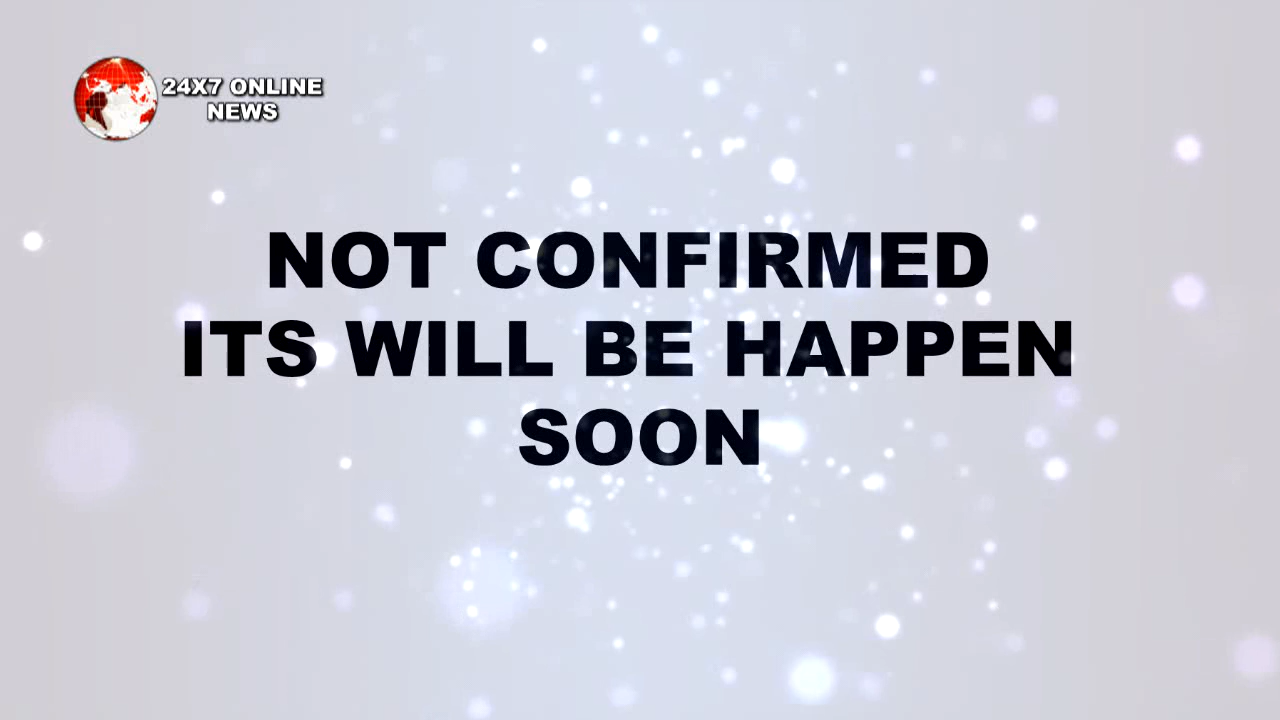 24X7 ONLINE
NEWS
NOT CONFIRMED
ITS WILL BE HAPPEN
SOON